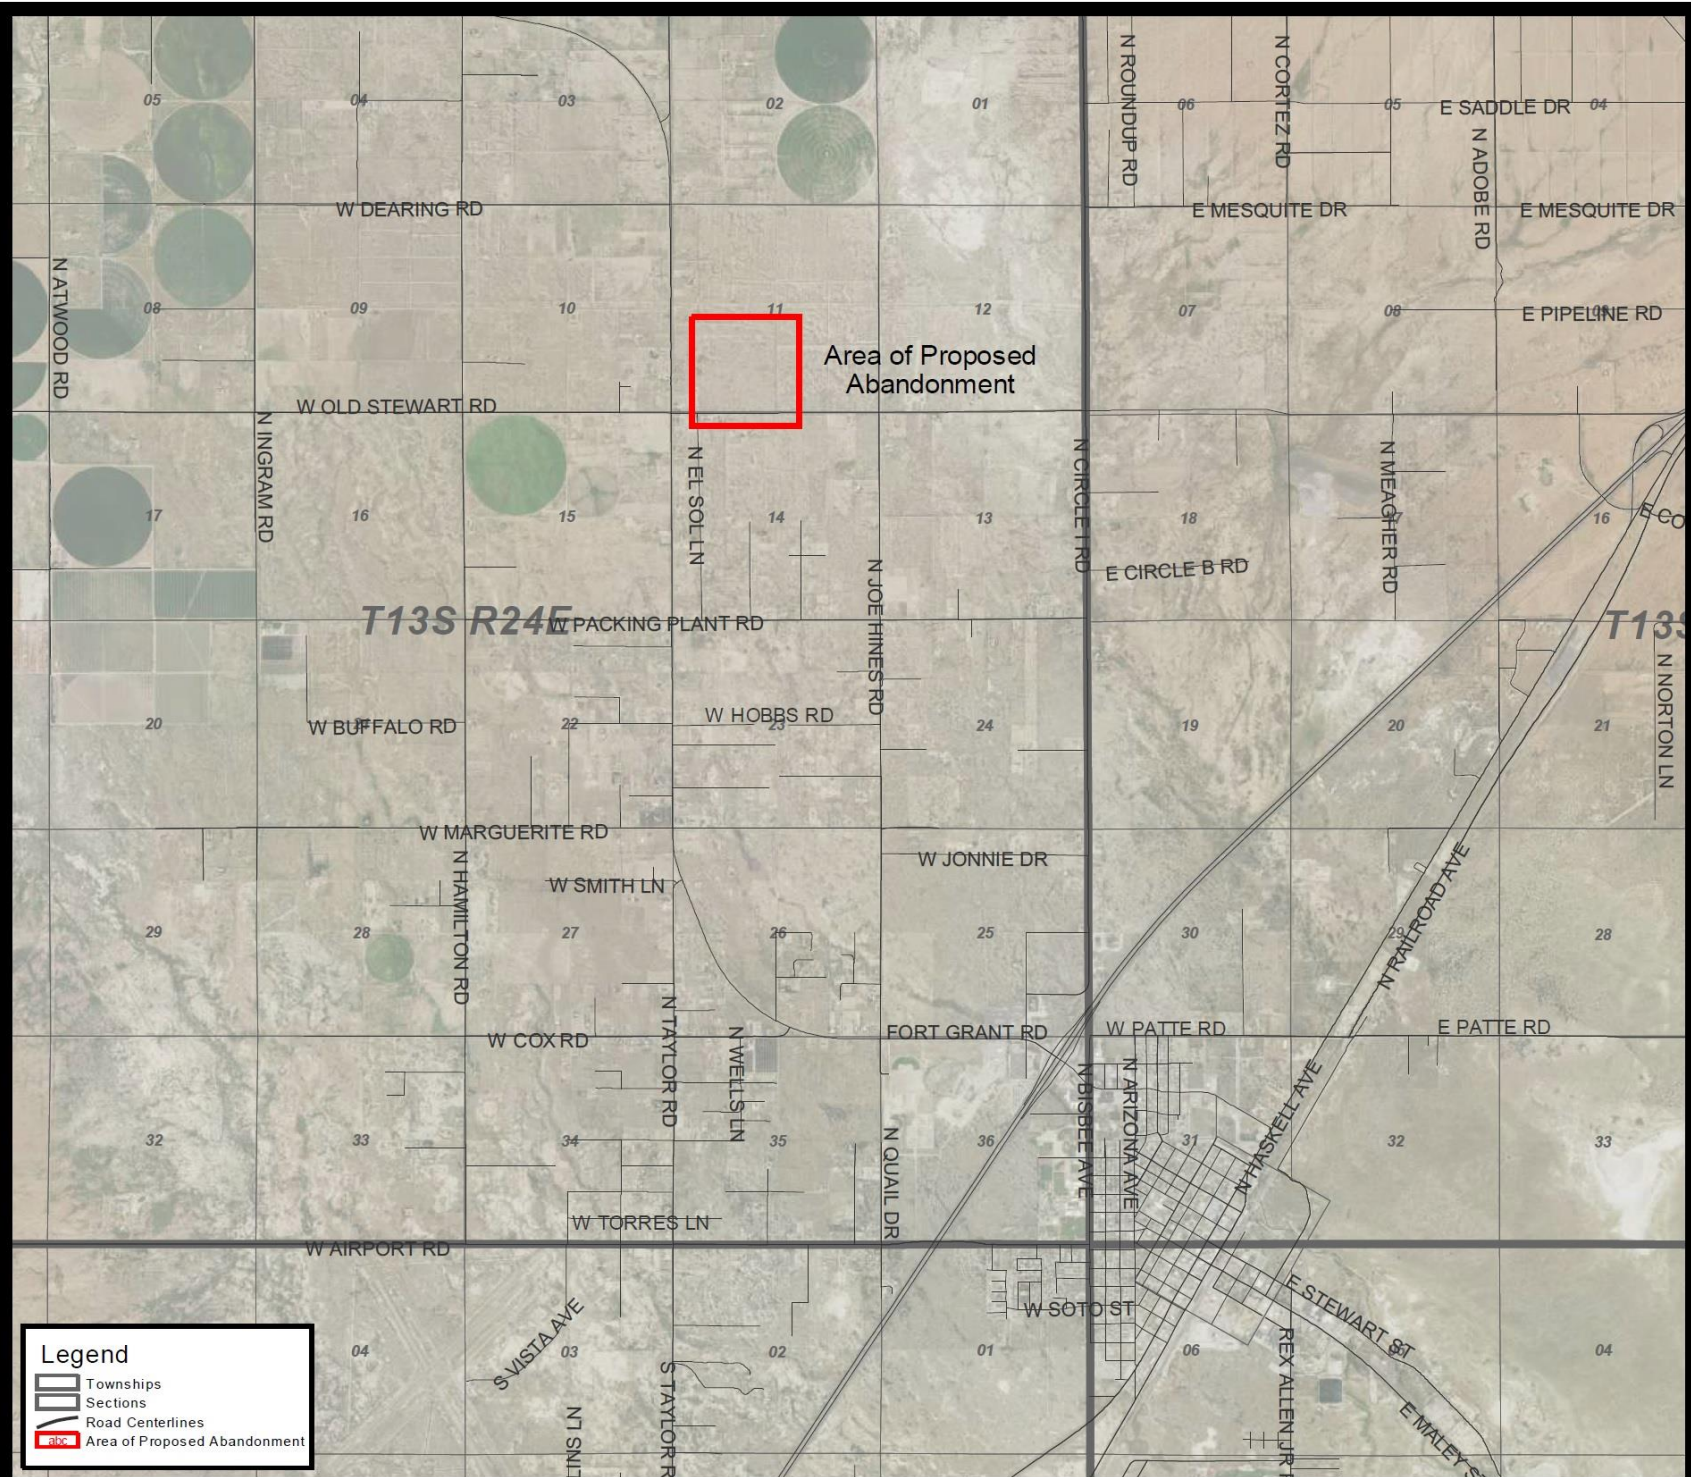 N ROUNDUP RD
N CORTEZ RD
05
04
03
02
01
06
05
E SADDLE DR
04
N ADOBE RD
W DEARING RD
E MESQUITE DR
E MESQUITE DR
N ATWOOD RD
08
09
10
11
12
07
08
09
E PIPELINE RD
Area of Proposed
Abandonment
W OLD STEWART RD
N INGRAM RD
N EL SOL LN
N CIRCLE I RD
N MEAGHER RD
17
16
15
14
13
18
17
16
E CO
N JOE HINES RD
E CIRCLE B RD
T13S R24E
W PACKING PLANT RD
T13S
N NORTON LN
W HOBBS RD
20
W BUFFALO RD
21
22
23
24
19
20
21
W MARGUERITE RD
N HAMILTON RD
W JONNIE DR
W SMITH LN
N RAILROAD AVE
29
28
27
26
25
30
29
28
N TAYLOR RD
N WELLS LN
W COX RD
FORT GRANT RD
W PATTE RD
E PATTE RD
N BISBEE AVE
N ARIZONA AVE
N HASKELL AVE
32
33
34
35
N QUAIL DR
36
31
32
33
W TORRES LN
W AIRPORT RD
E STEWART ST
W SOTO ST
S VISTA AVE
REX ALLEN JR
04
03
02
01
06
05
04
S TAYLOR R
E MALEY S
Legend
Townships
Sections
Road Centerlines
abc Area of Proposed Abandonment